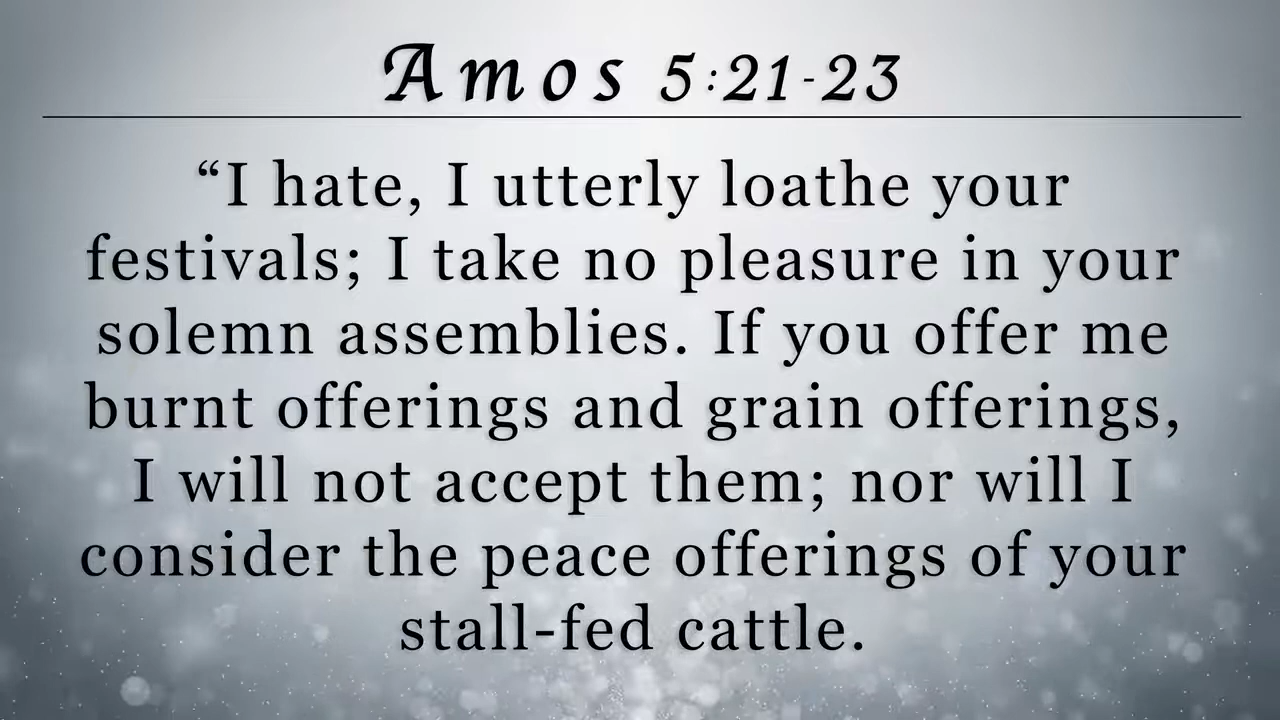 Amos 5:21-23
“I hate, I utterly loathe your
festivals; I take no pleasure in your
solemn assemblies. If you offer me
burnt offerings and grain offerings,
I will not accept them; nor will I
consider the peace offerings of your
stall-fed cattle.